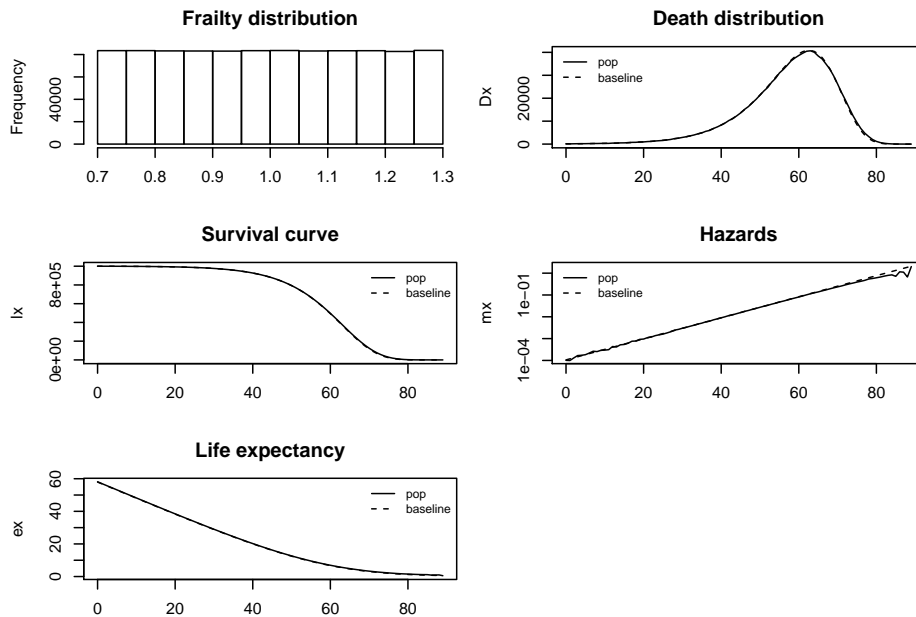 Frailty distribution
Frequency
0 40000
0.7 0.8 0.9 1.0 1.1 1.2 1.3
Death distribution
Dx
0 20000
pop
baseline
0 20 40 60 80
Survival curve
lx
0e+00 8e+05
pop
baseline
0 20 40 60 80
Hazards
mx
1e−04 1e−01
pop
baseline
0 20 40 60 80
Life expectancy
ex
0 20 40 60
pop
baseline
0 20 40 60 80